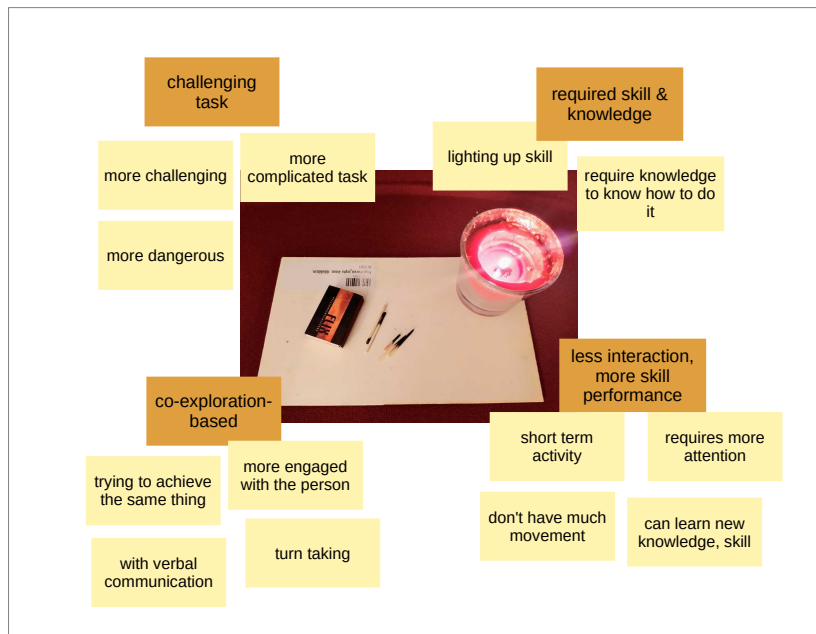 challenging
task
more challenging
more
complicated task
more dangerous
required skill &
knowledge
lighting up skill
require knowledge
to know how to do
it
FLIX
co-exploration-
based
trying to achieve
the same thing
more engaged
with the person
with verbal
communication
turn taking
less interaction,
more skill
performance
short term
activity
requires more
attention
don't have much
movement
can learn new
knowledge, skill